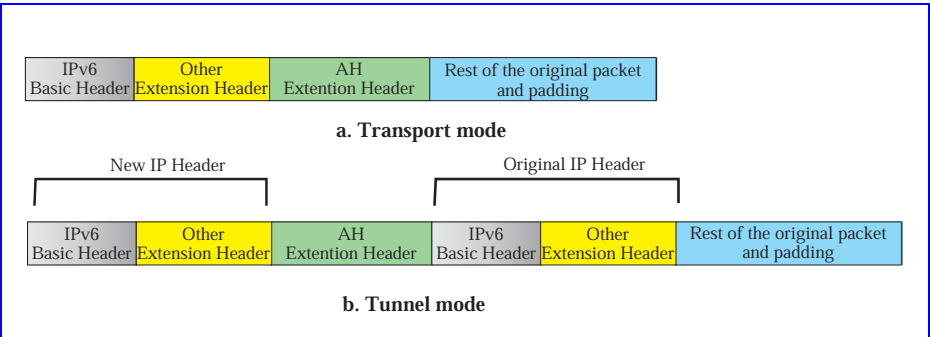 IPv6 Other AH Rest of the original packet
Basic Header Extension Header Extention Header and padding
a. Transport mode
New IP Header Original IP Header
IPv6 Other AH IPv6 Other Rest of the original packet
Basic Header Extension Header Extention Header Basic Header Extension Header and padding
b. Tunnel mode